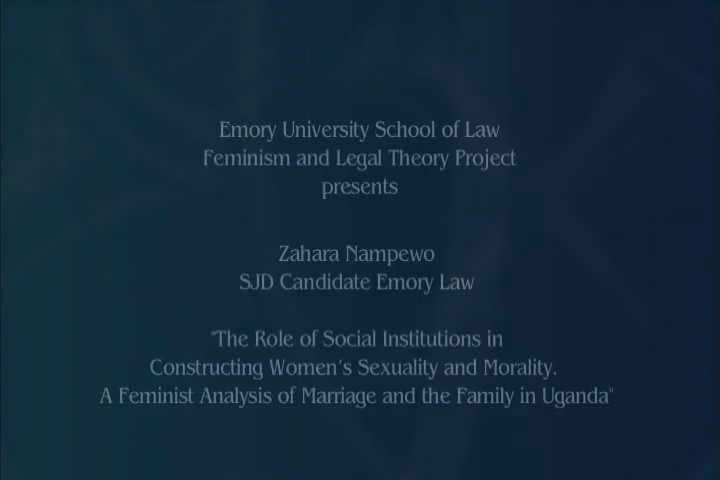 Emory University School of Law
Feminism and Legal Theory Project
presents
Zahara Nampewo
SJD Candidate Emory Law
"The Role of Social Institutions in
Constructing Women's Sexuality and Morality.
A Feminist Analysis of Marriage and the Family in Uganda"